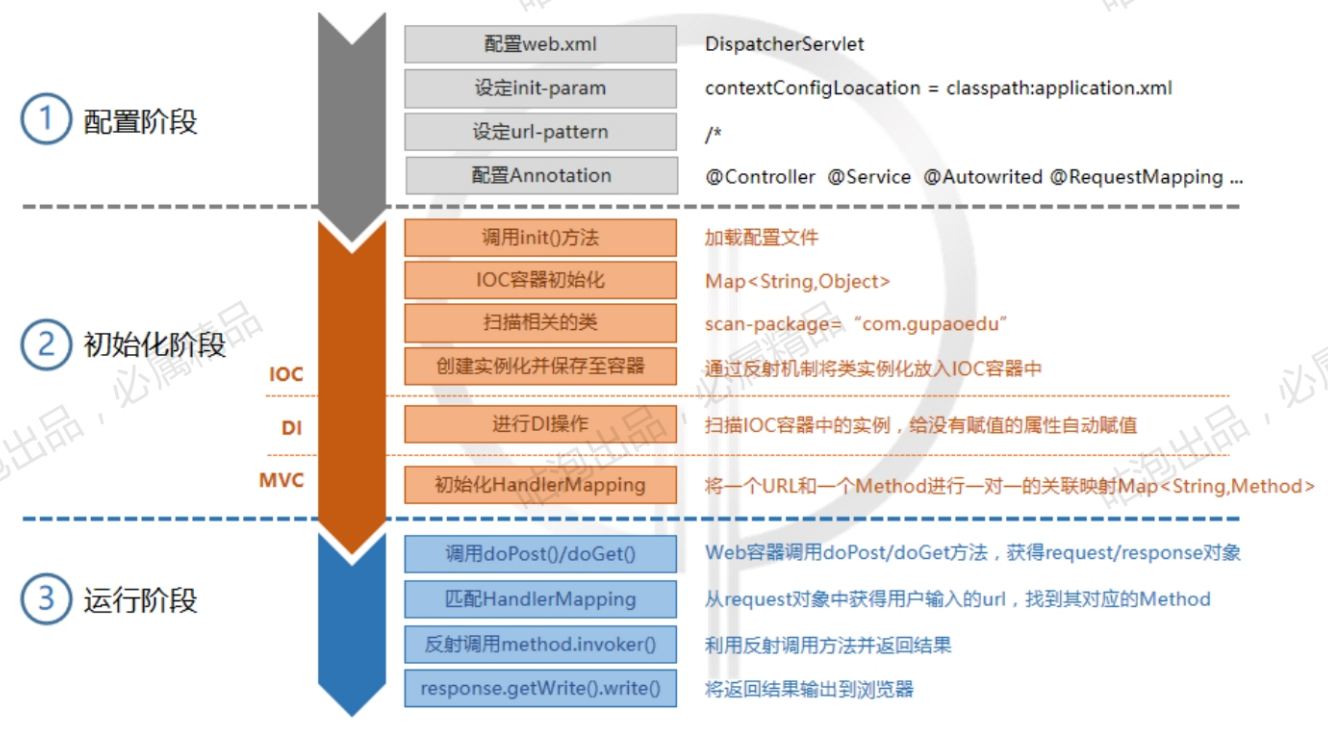 ① 配置阶段
配置web.xml DispatcherServlet
设定init-param contextConfigLoacation = classpath:application.xml
设定url-pattern /*
配置Annotation @Controller @Service @Autowrited @RequestMapping ...
② 初始化阶段
调用init()方法 加载配置文件
IOC容器初始化 Map<String,Object>
扫描相关的类 scan-package=“com.gupaoedu”
IOC 创建实例化并保存至容器 通过反射机制将类实例化放入IOC容器中
DI 进行DI操作 扫描IOC容器中的实例，给没有赋值的属性自动赋值
MVC 初始化HandlerMapping 将一个URL和一个Method进行一对一的关联映射Map<String,Method>
③ 运行阶段
调用doPost()/doGet() Web容器调用doPost/doGet方法，获得request/response对象
匹配HandlerMapping 从request对象中获得用户输入的url，找到其对应的Method
反射调用method.invoker() 利用反射调用方法并返回结果
response.getWrite().write() 将返回结果输出到浏览器
咕泡出品，必属精品